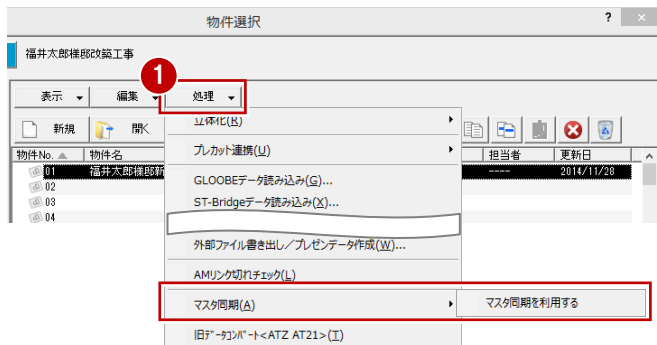 物件選択
? ×
福井太郎様邸改築工事
1
表示 編集 処理
新規 開く
立体化(R)
プレカット連携(U)
GLOOBEデータ読み込み(G)...
ST-Bridgeデータ読み込み(X)...
外部ファイル書き出し／プレゼンデータ作成(W)...
AMリンク切れチェック(L)
マスタ同期(A)
マスタ同期を利用する
旧ﾃﾞｰﾀｺﾝﾊﾞｰﾄ<ATZ AT21>(T)
物件No. 物件名 担当者 更新日
01 福井太郎様邸新 ---- 2014/11/28
02
03
04